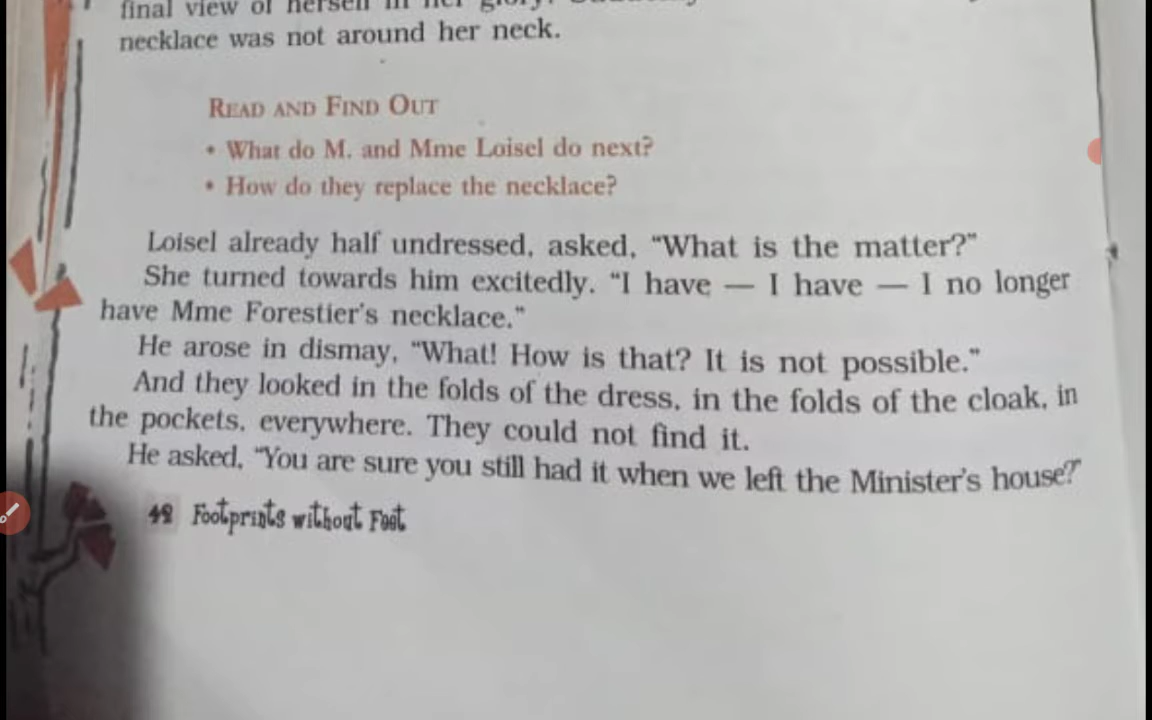 final view of herself in her glory.
necklace was not around her neck.
READ AND FIND OUT
• What do M. and Mme Loisel do next?
• How do they replace the necklace?
Loisel already half undressed, asked, “What is the matter?”
She turned towards him excitedly. “I have — I have — I no longer
have Mme Forestier's necklace.”
He arose in dismay, “What! How is that? It is not possible.”
And they looked in the folds of the dress, in the folds of the cloak, in
the pockets, everywhere. They could not find it.
He asked, “You are sure you still had it when we left the Minister's house?”
48 Footprints without Feet